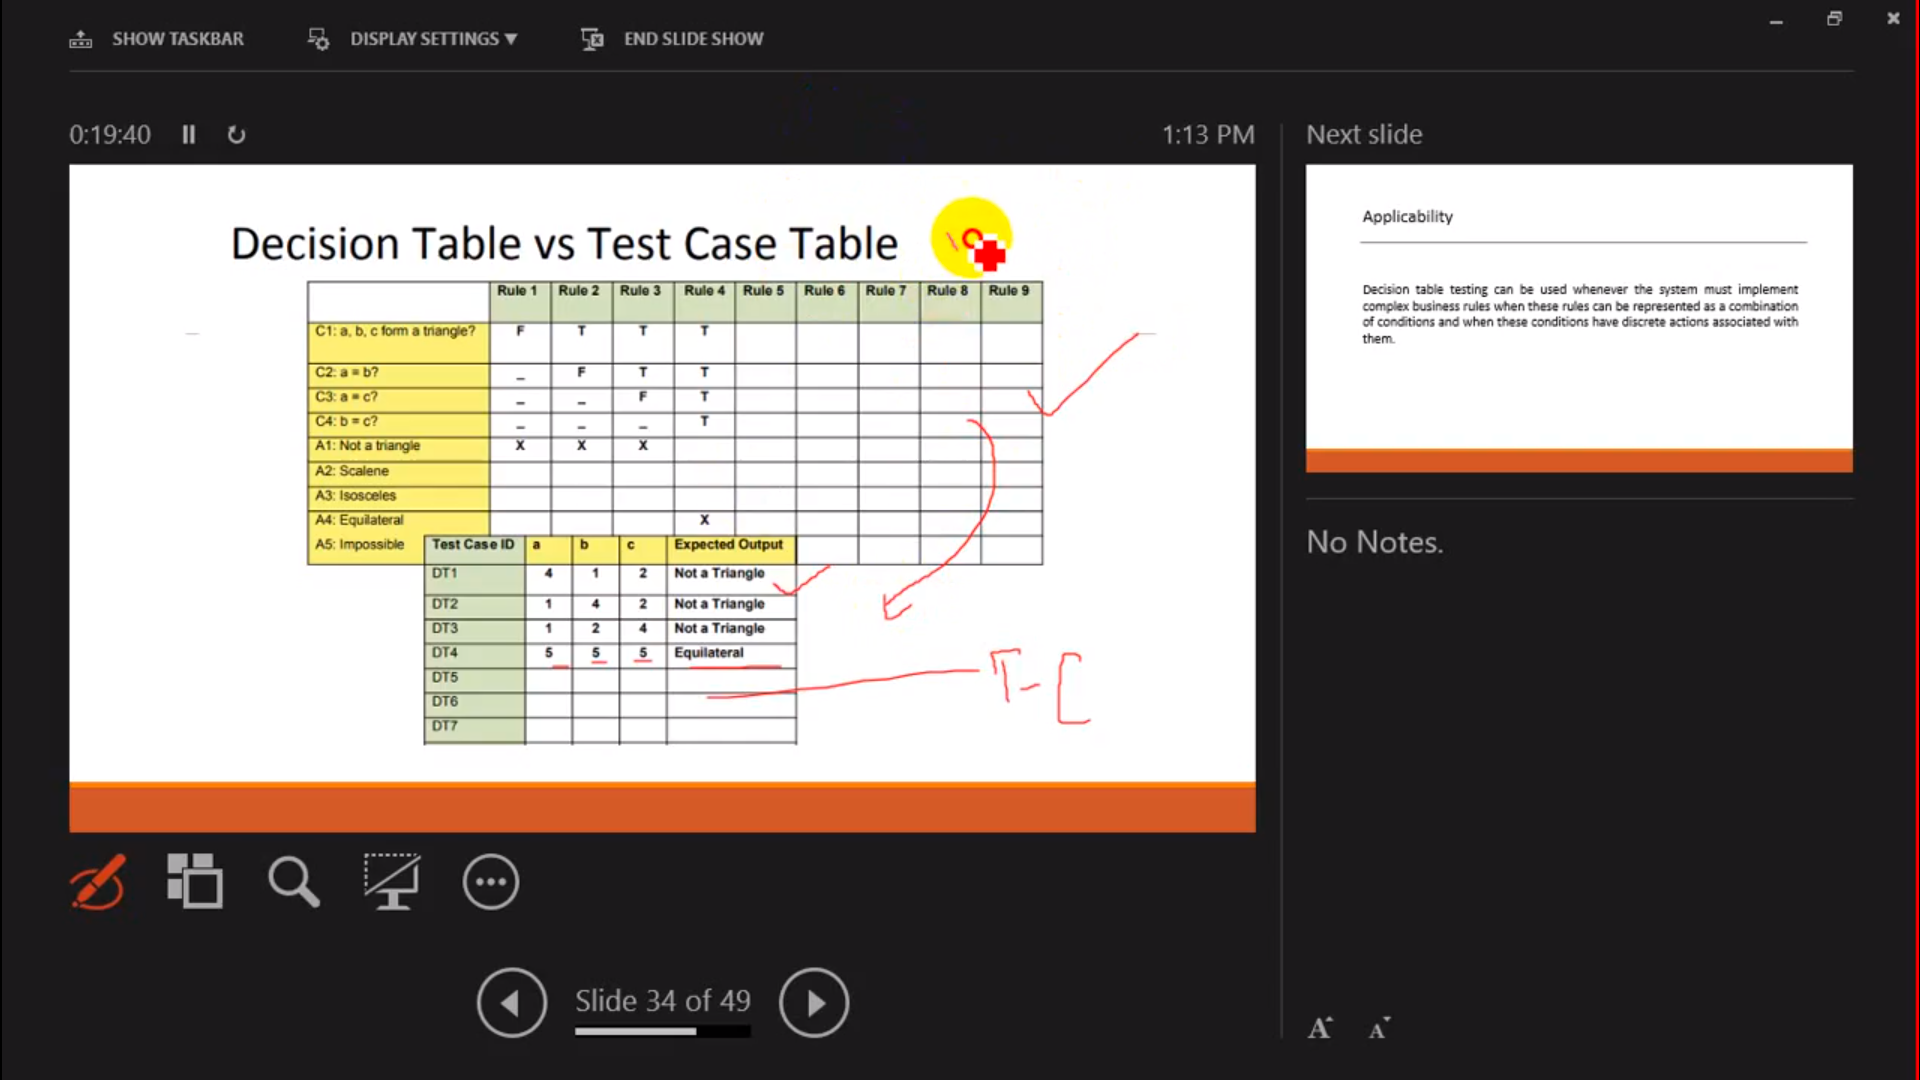 SHOW TASKBAR DISPLAY SETTINGS ▼ END SLIDE SHOW
0:19:40 1:13 PM
Decision Table vs Test Case Table
Rule 1 Rule 2 Rule 3 Rule 4 Rule 5 Rule 6 Rule 7 Rule 8 Rule 9
C1: a, b, c form a triangle? F T T T
C2: a = b? _ F T T
C3: a = c? _ _ F T
C4: b = c? _ _ _ T
A1: Not a triangle X X X
A2: Scalene
A3: Isosceles
A4: Equilateral X
A5: Impossible
Test Case ID a b c Expected Output
DT1 4 1 2 Not a Triangle
DT2 1 4 2 Not a Triangle
DT3 1 2 4 Not a Triangle
DT4 5 5 5 Equilateral
DT5
DT6
DT7
T-C
Slide 34 of 49
Next slide
Applicability
Decision table testing can be used whenever the system must implement
complex business rules when these rules can be represented as a combination
of conditions and when these conditions have discrete actions associated with
them.
No Notes.
A A